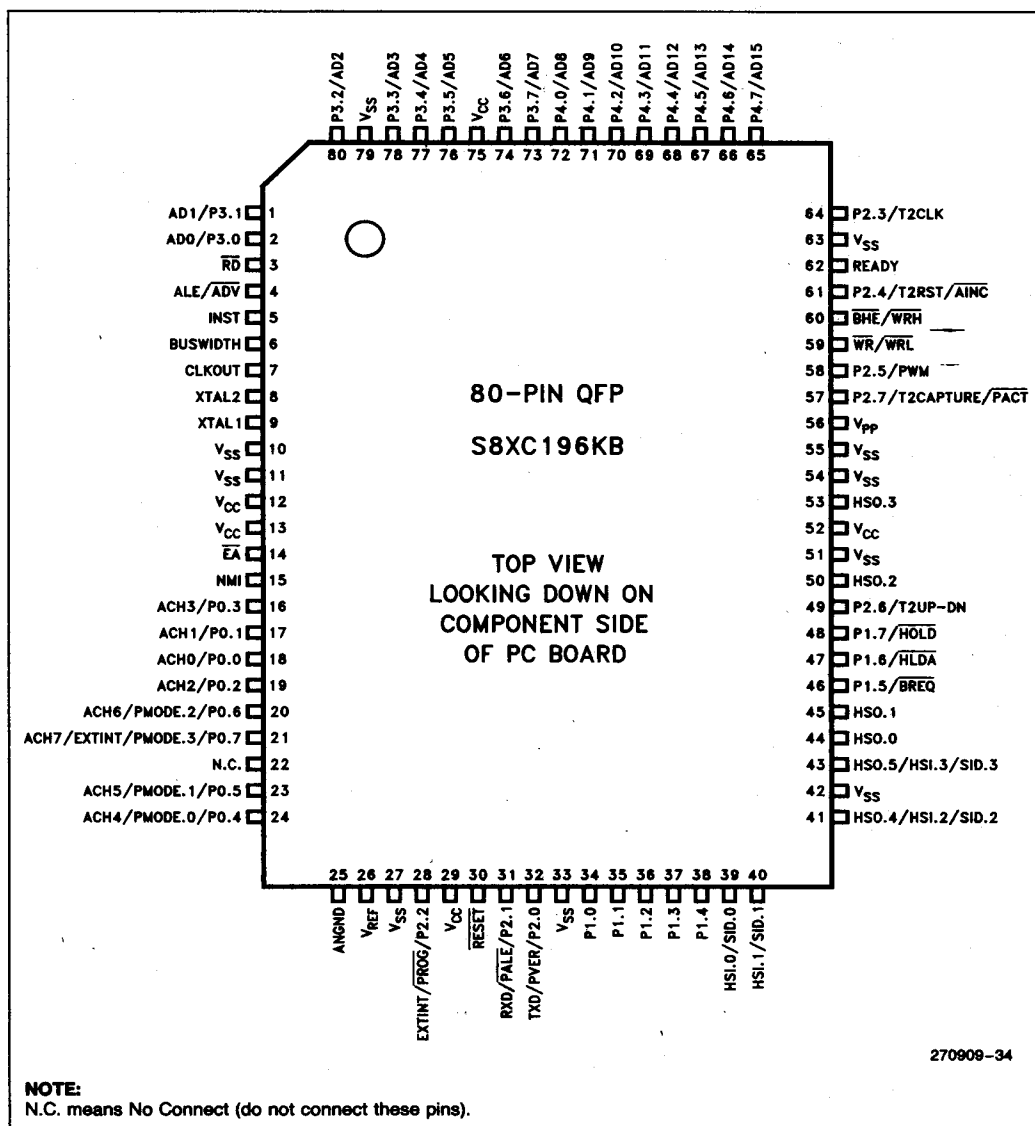 P3.2/AD2
VSS
P3.3/AD3
P3.4/AD4
P3.5/AD5
VCC
P3.6/AD6
P3.7/AD7
P4.0/AD8
P4.1/AD9
P4.2/AD10
P4.3/AD11
P4.4/AD12
P4.5/AD13
P4.6/AD14
P4.7/AD15
80 79 78 77 76 75 74 73 72 71 70 69 68 67 66 65
AD1/P3.1 1
AD0/P3.0 2
RD 3
ALE/ADV 4
INST 5
BUSWIDTH 6
CLKOUT 7
XTAL2 8
XTAL1 9
VSS 10
VSS 11
VCC 12
VCC 13
EA 14
NMI 15
ACH3/P0.3 16
ACH1/P0.1 17
ACH0/P0.0 18
ACH2/P0.2 19
ACH6/PMODE.2/P0.6 20
ACH7/EXTINT/PMODE.3/P0.7 21
N.C. 22
ACH5/PMODE.1/P0.5 23
ACH4/PMODE.0/P0.4 24
80-PIN QFP
S8XC196KB
TOP VIEW
LOOKING DOWN ON
COMPONENT SIDE
OF PC BOARD
64 P2.3/T2CLK
63 VSS
62 READY
61 P2.4/T2RST/AINC
60 BHE/WRH
59 WR/WRL
58 P2.5/PWM
57 P2.7/T2CAPTURE/PACT
56 VPP
55 VSS
54 VSS
53 HSO.3
52 VCC
51 VSS
50 HSO.2
49 P2.6/T2UP-DN
48 P1.7/HOLD
47 P1.6/HLDA
46 P1.5/BREQ
45 HSO.1
44 HSO.0
43 HSO.5/HSI.3/SID.3
42 VSS
41 HSO.4/HSI.2/SID.2
25 26 27 28 29 30 31 32 33 34 35 36 37 38 39 40
ANGND
VREF
VSS
EXTINT/PROG/P2.2
VCC
RESET
RXD/PALE/P2.1
TXD/PVER/P2.0
VSS
P1.0
P1.1
P1.2
P1.3
P1.4
HSI.0/SID.0
HSI.1/SID.1
270909-34
NOTE:
N.C. means No Connect (do not connect these pins).